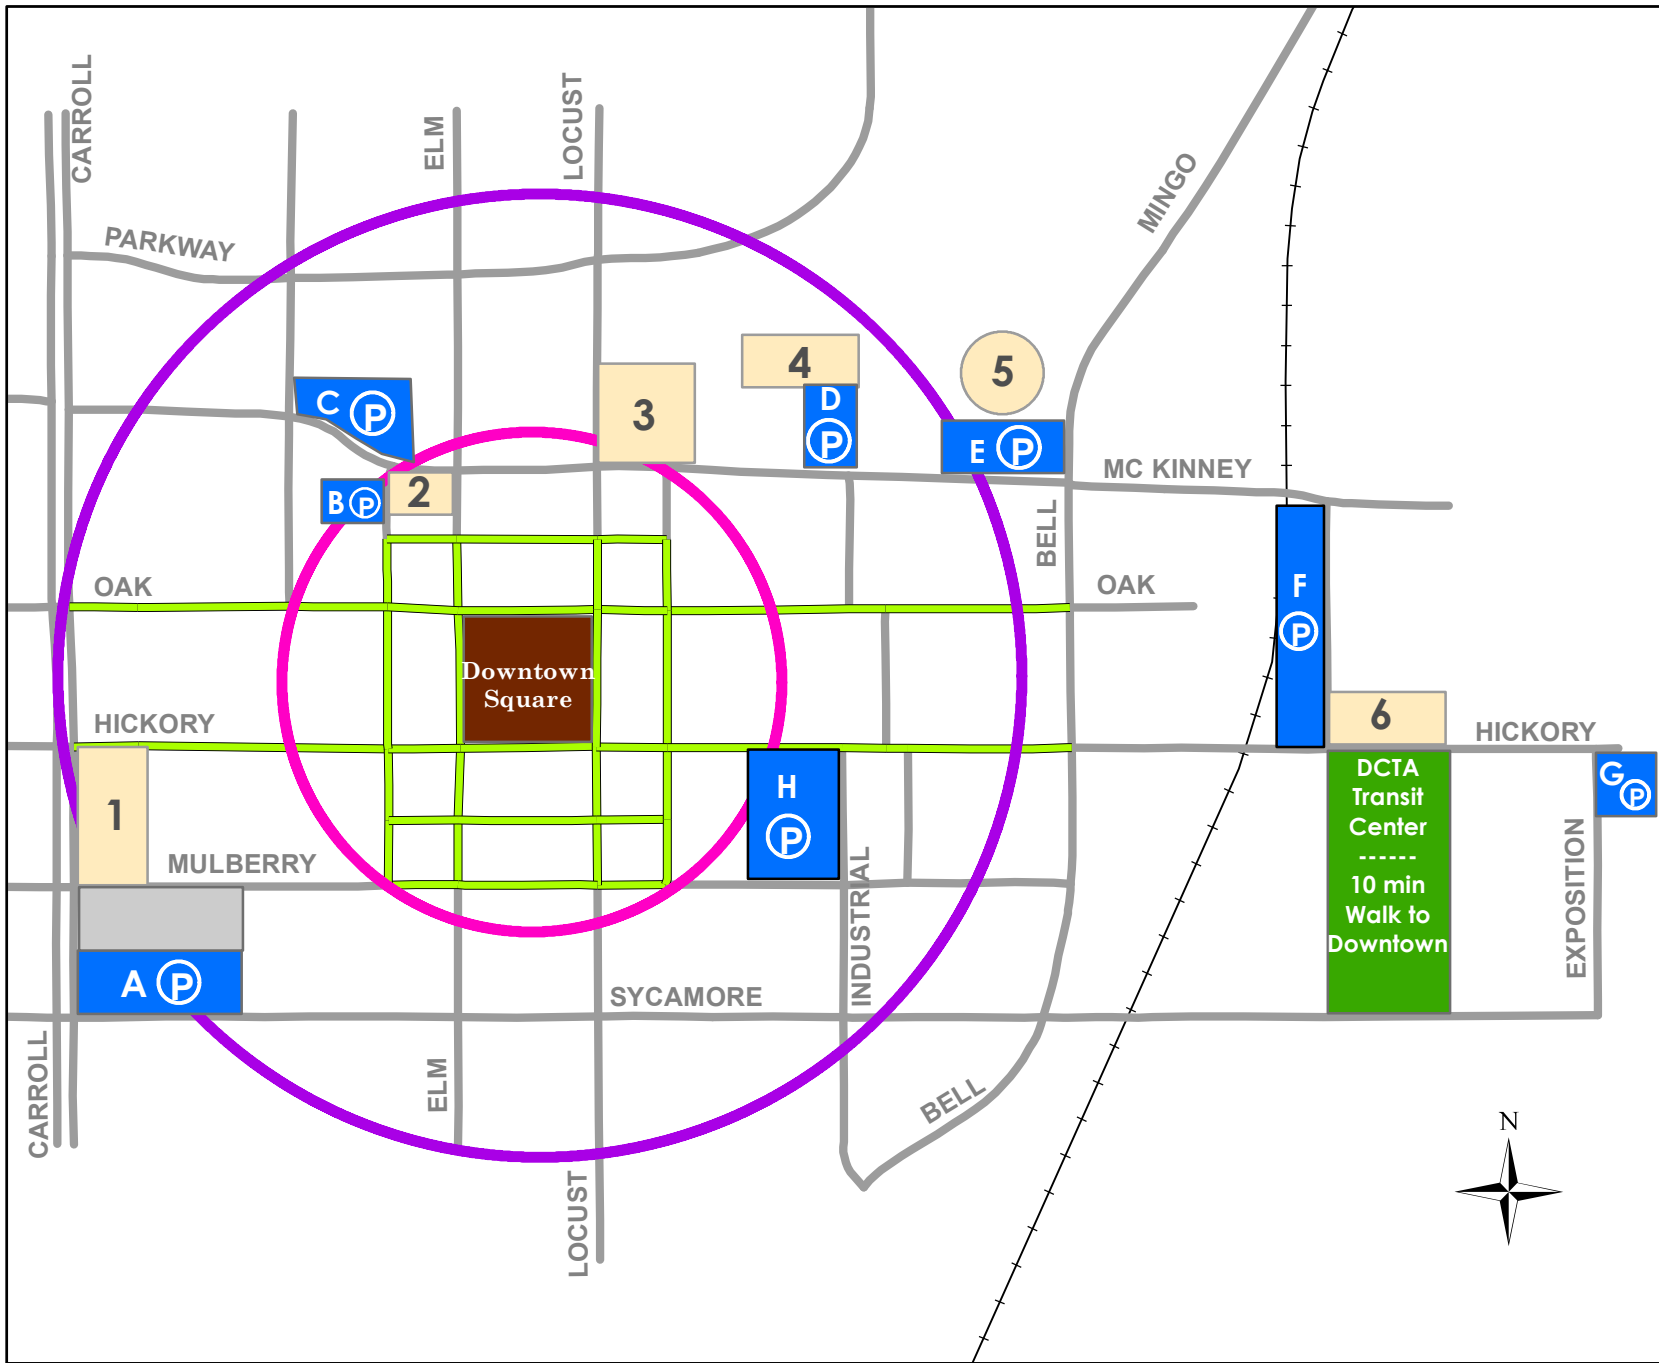 CARROLL
ELM
LOCUST
MINGO
PARKWAY
4
5
C P
3
D
P
E P
MC KINNEY
2
B P
BELL
OAK
OAK
F
P
Downtown
Square
6
HICKORY
HICKORY
DCTA
Transit
Center
------
10 min
Walk to
Downtown
G
P
H
P
1
MULBERRY
INDUSTRIAL
EXPOSITION
A P
SYCAMORE
CARROLL
ELM
BELL
LOCUST
N